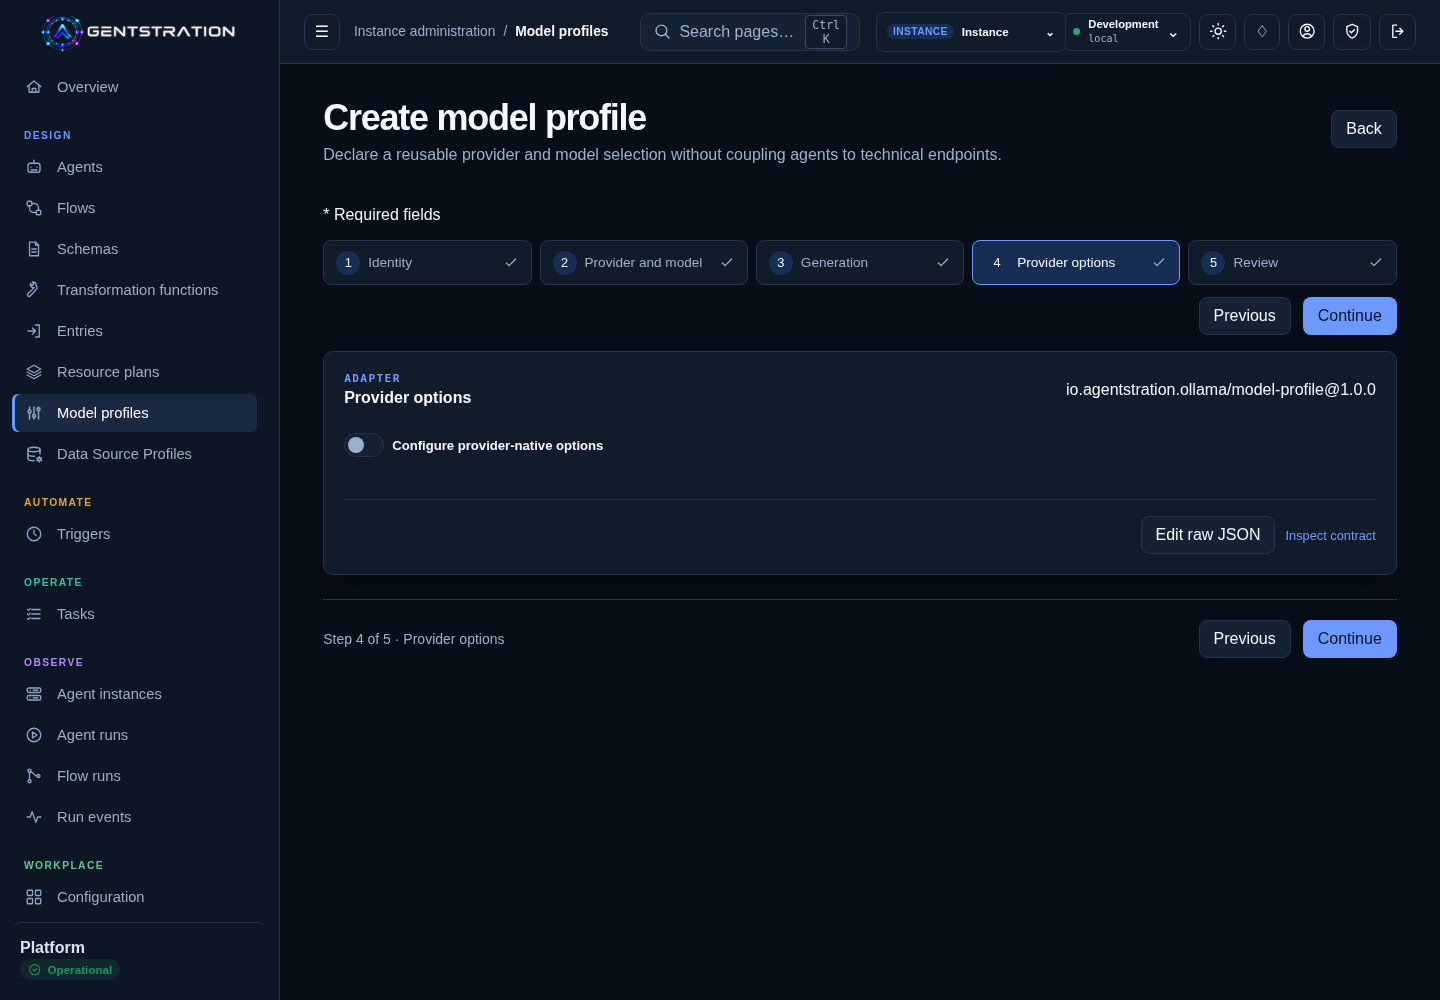 GENTSTRATION
Overview
DESIGN
Agents
Flows
Schemas
Transformation functions
Entries
Resource plans
Model profiles
Data Source Profiles
AUTOMATE
Triggers
OPERATE
Tasks
OBSERVE
Agent instances
Agent runs
Flow runs
Run events
WORKPLACE
Configuration
Platform
Operational
Instance administration / Model profiles
Search pages…
Ctrl
K
INSTANCE Instance
Development
local
Create model profile
Declare a reusable provider and model selection without coupling agents to technical endpoints.
Back
* Required fields
1 Identity
2 Provider and model
3 Generation
4 Provider options
5 Review
Previous
Continue
ADAPTER
Provider options
io.agentstration.ollama/model-profile@1.0.0
Configure provider-native options
Edit raw JSON
Inspect contract
Step 4 of 5 · Provider options
Previous
Continue